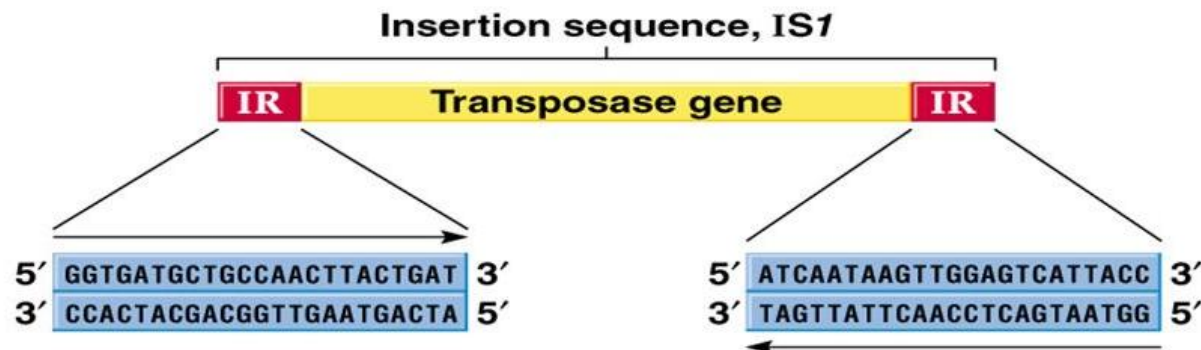 Insertion sequence, IS1
IR Transposase gene IR
5′ GGTGATGCTGCCAACTTACTGAT 3′
3′ CCACTACGACGGTTGAATGACTA 5′
5′ ATCAATAAGTTGGAGTCATTACC 3′
3′ TAGTTATTCAACCTCAGTAATGG 5′